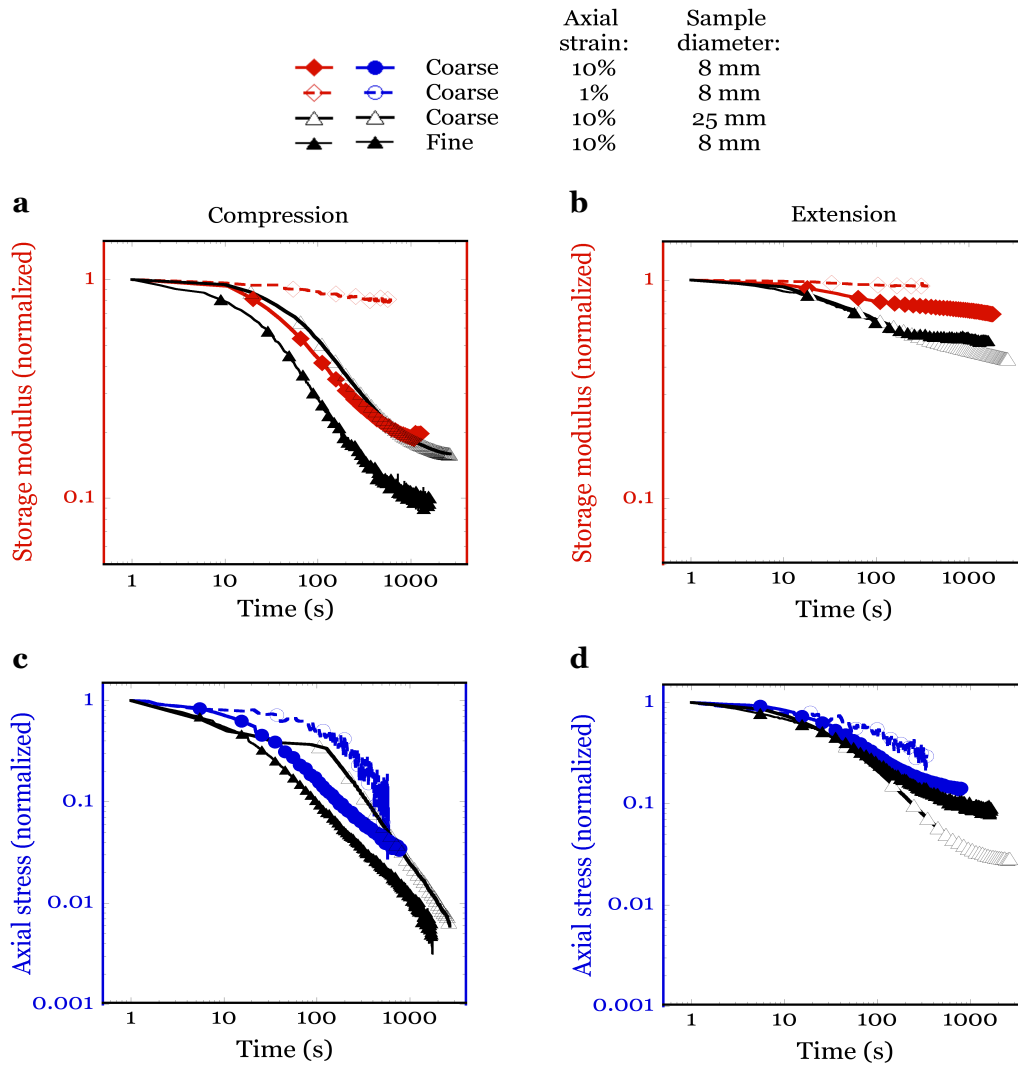 Axial Sample
strain: diameter:
Coarse 10% 8 mm
Coarse 1% 8 mm
Coarse 10% 25 mm
Fine 10% 8 mm
a
Compression
Storage modulus (normalized)
1
0.1
1 10 100 1000
Time (s)
b
Extension
Storage modulus (normalized)
1
0.1
1 10 100 1000
Time (s)
c
Axial stress (normalized)
1
0.1
0.01
0.001
1 10 100 1000
Time (s)
d
Axial stress (normalized)
1
0.1
0.01
0.001
1 10 100 1000
Time (s)